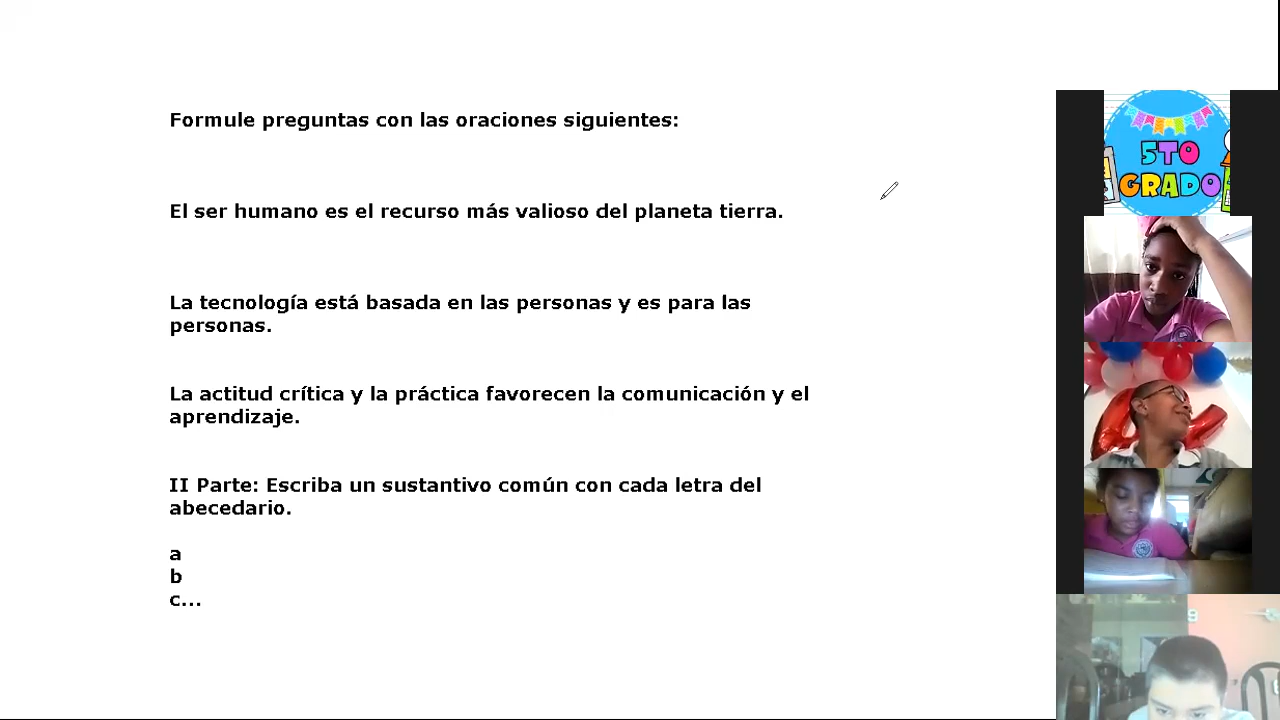 Formule preguntas con las oraciones siguientes:
El ser humano es el recurso más valioso del planeta tierra.
La tecnología está basada en las personas y es para las
personas.
La actitud crítica y la práctica favorecen la comunicación y el
aprendizaje.
II Parte: Escriba un sustantivo común con cada letra del
abecedario.
a
b
c...
5TO
GRADO